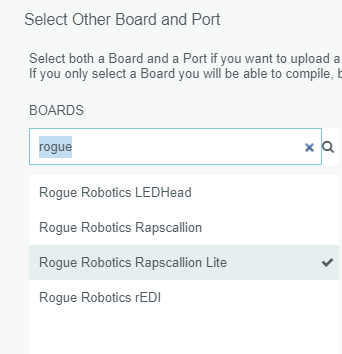 Select Other Board and Port
Select both a Board and a Port if you want to upload a
If you only select a Board you will be able to compile, b
BOARDS
rogue
Rogue Robotics LEDHead
Rogue Robotics Rapscallion
Rogue Robotics Rapscallion Lite
Rogue Robotics rEDI